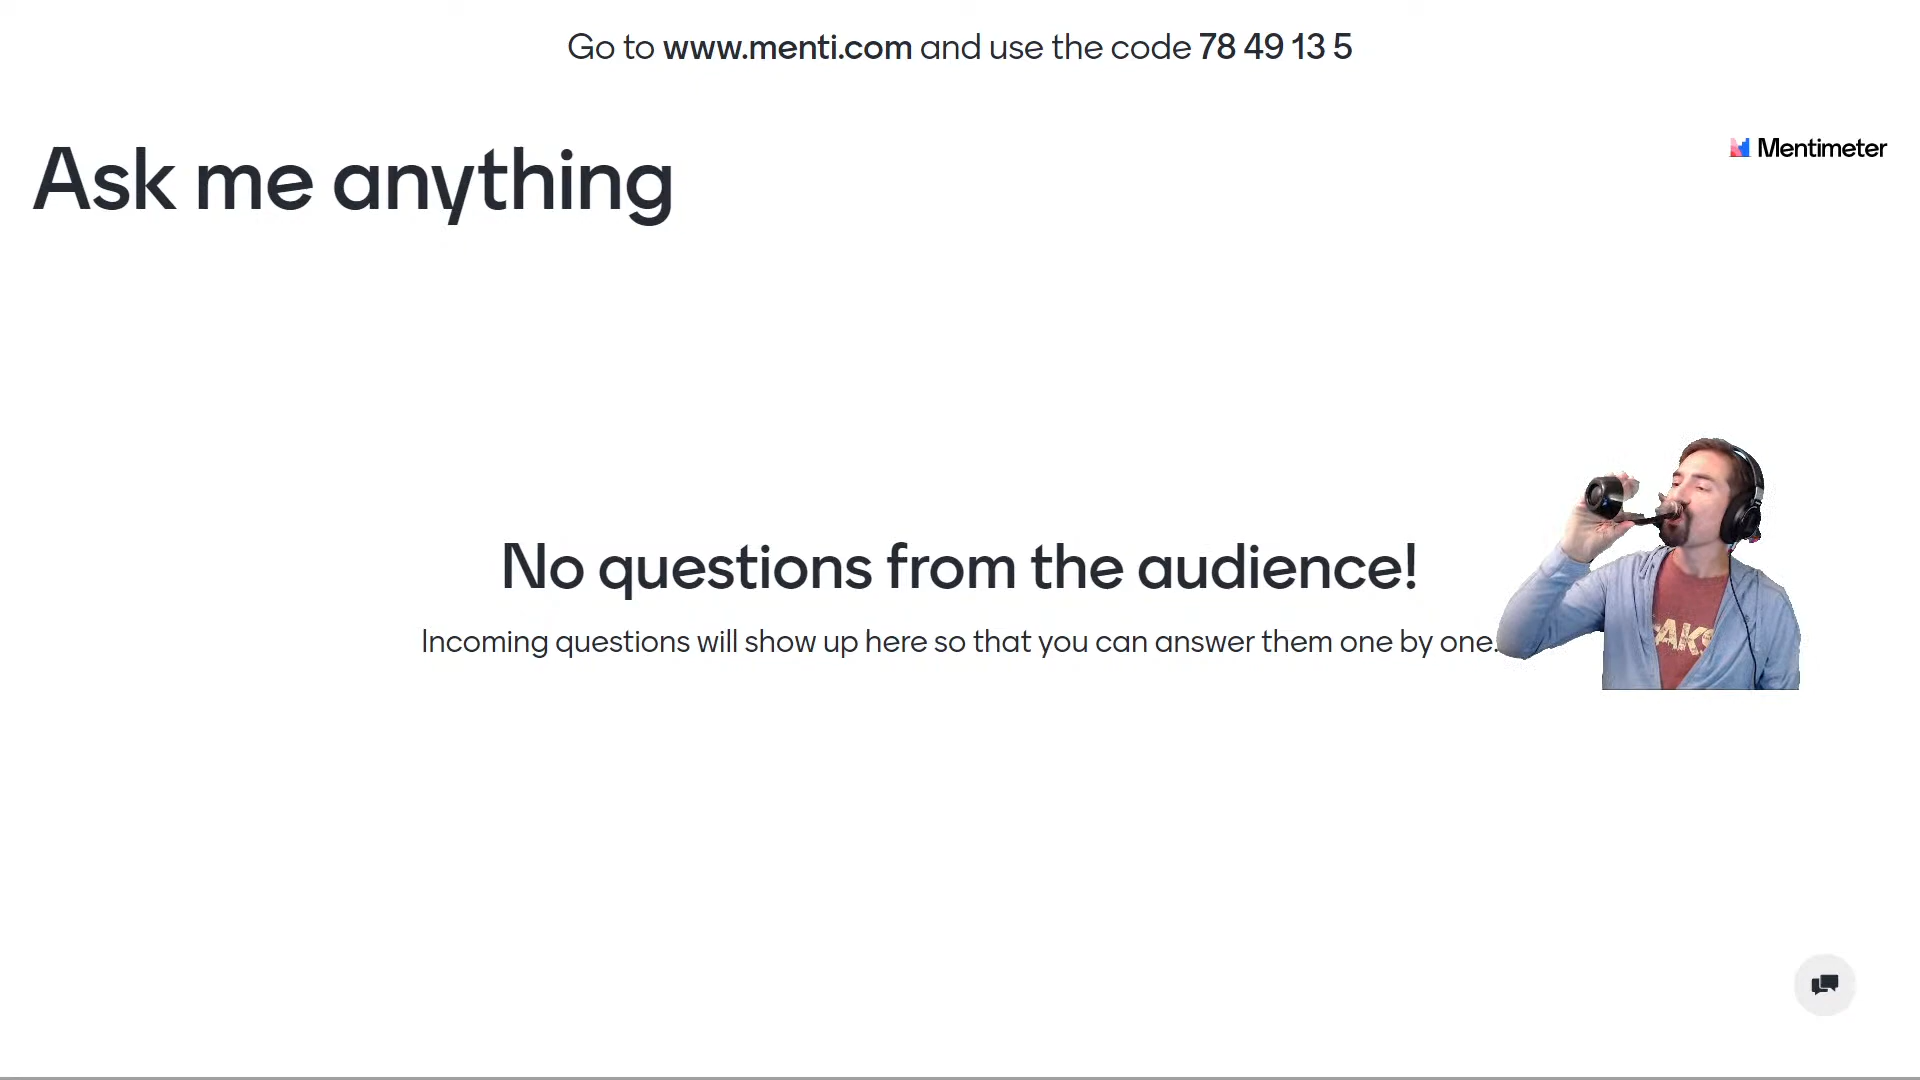 Go to www.menti.com and use the code 78 49 13 5
Ask me anything
Mentimeter
No questions from the audience!
Incoming questions will show up here so that you can answer them one by one.
AKS